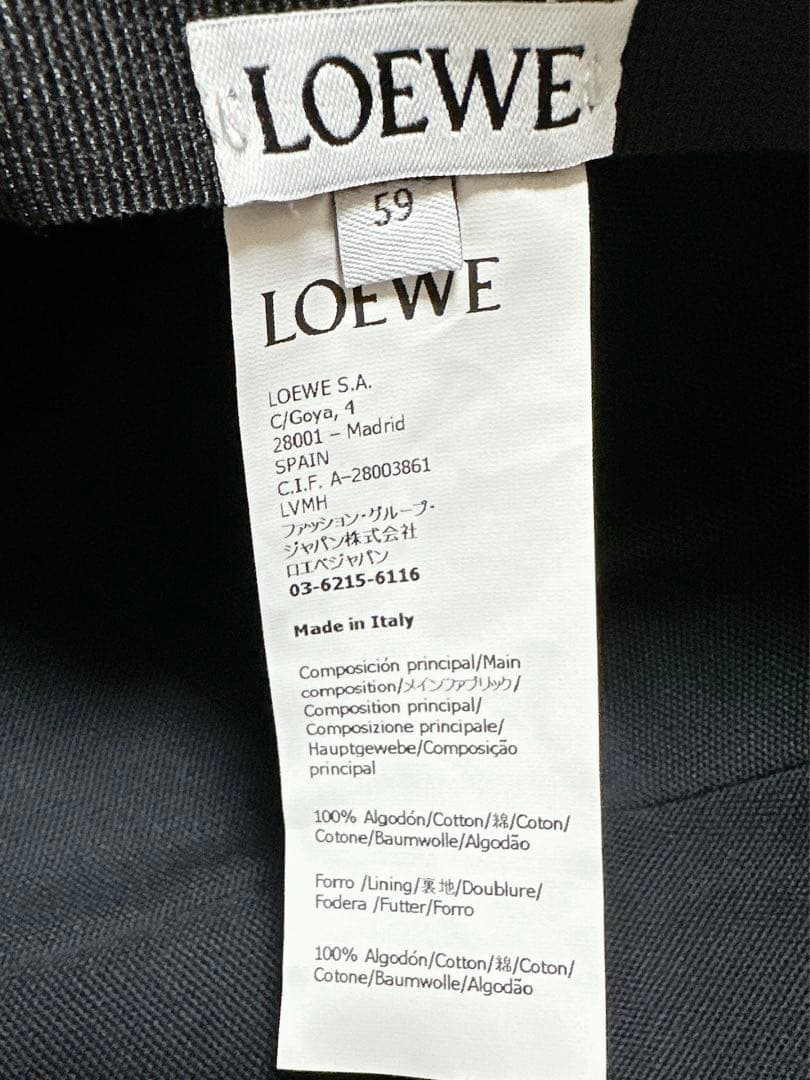 LOEWE
59
LOEWE
LOEWE S.A.
C/Goya, 4
28001 – Madrid
SPAIN
C.I.F. A-28003861
LVMH
ファッション・グループ・
ジャパン株式会社
ロエベジャパン
03-6215-6116
Made in Italy
Composición principal/Main
composition/メインファブリック/
Composition principal/
Composizione principale/
Hauptgewebe/Composição
principal
100% Algodón/Cotton/綿/Coton/
Cotone/Baumwolle/Algodão
Forro /Lining/裏地/Doublure/
Fodera /Futter/Forro
100% Algodón/Cotton/綿/Coton/
Cotone/Baumwolle/Algodão